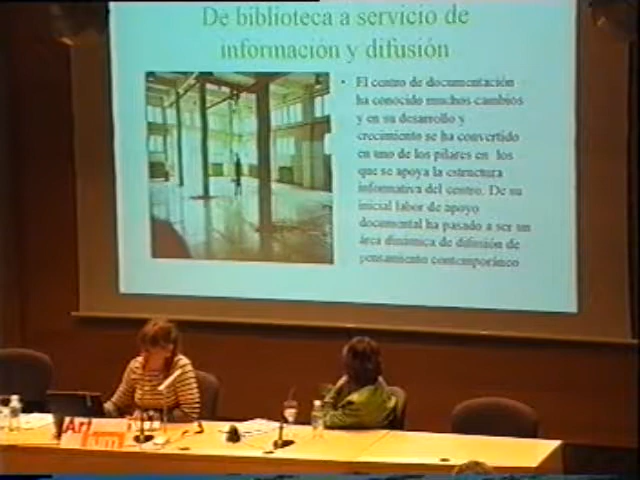 De biblioteca a servicio de
información y difusión
• El centro de documentación
ha conocido muchos cambios
y en su desarrollo y
crecimiento se ha convertido
en uno de los pilares en los
que se apoya la estructura
informativa del centro. De su
inicial labor de apoyo
documental ha pasado a ser un
área dinámica de difusión de
pensamiento contemporáneo
Ar